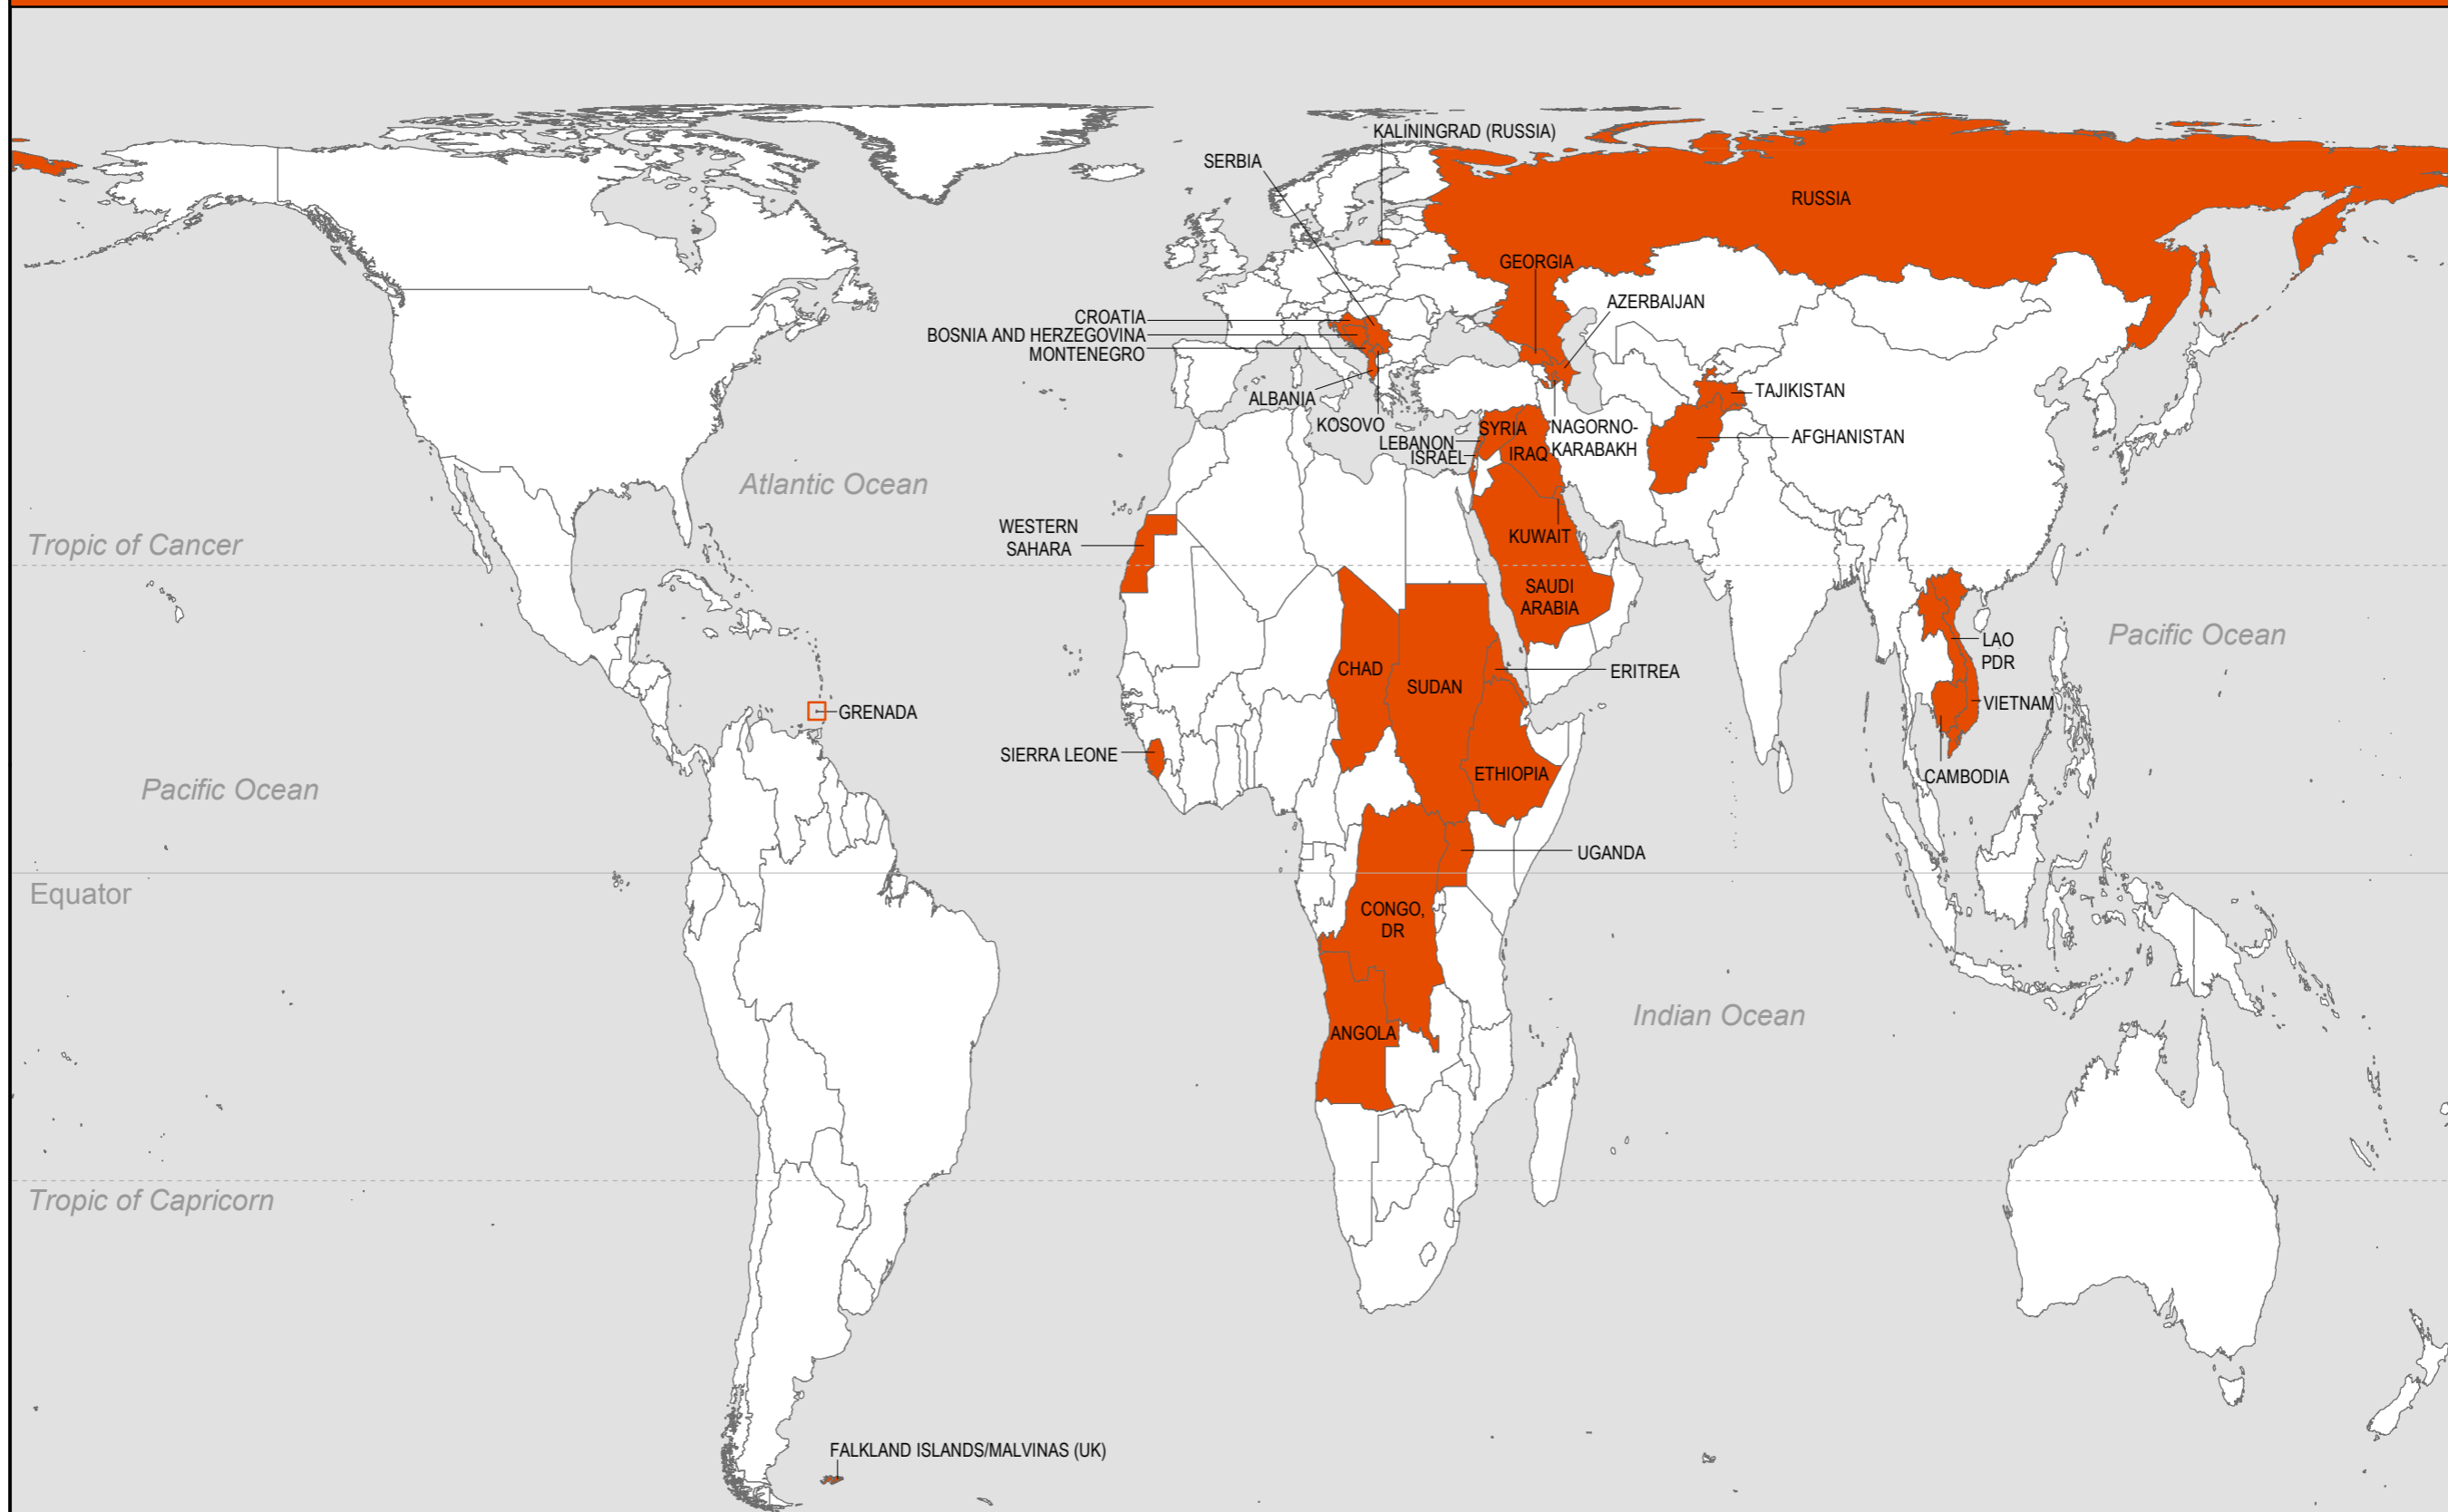 KALININGRAD (RUSSIA)
SERBIA
RUSSIA
GEORGIA
AZERBAIJAN
CROATIA
BOSNIA AND HERZEGOVINA
MONTENEGRO
ALBANIA
KOSOVO
TAJIKISTAN
AFGHANISTAN
SYRIA
LEBANON
ISRAEL
IRAQ
NAGORNO-
KARABAKH
Atlantic Ocean
WESTERN
SAHARA
KUWAIT
Tropic of Cancer
SAUDI
ARABIA
Pacific Ocean
LAO
PDR
CHAD
SUDAN
ERITREA
VIETNAM
GRENADA
SIERRA LEONE
ETHIOPIA
CAMBODIA
Pacific Ocean
UGANDA
Equator
CONGO,
DR
Indian Ocean
ANGOLA
Tropic of Capricorn
FALKLAND ISLANDS/MALVINAS (UK)